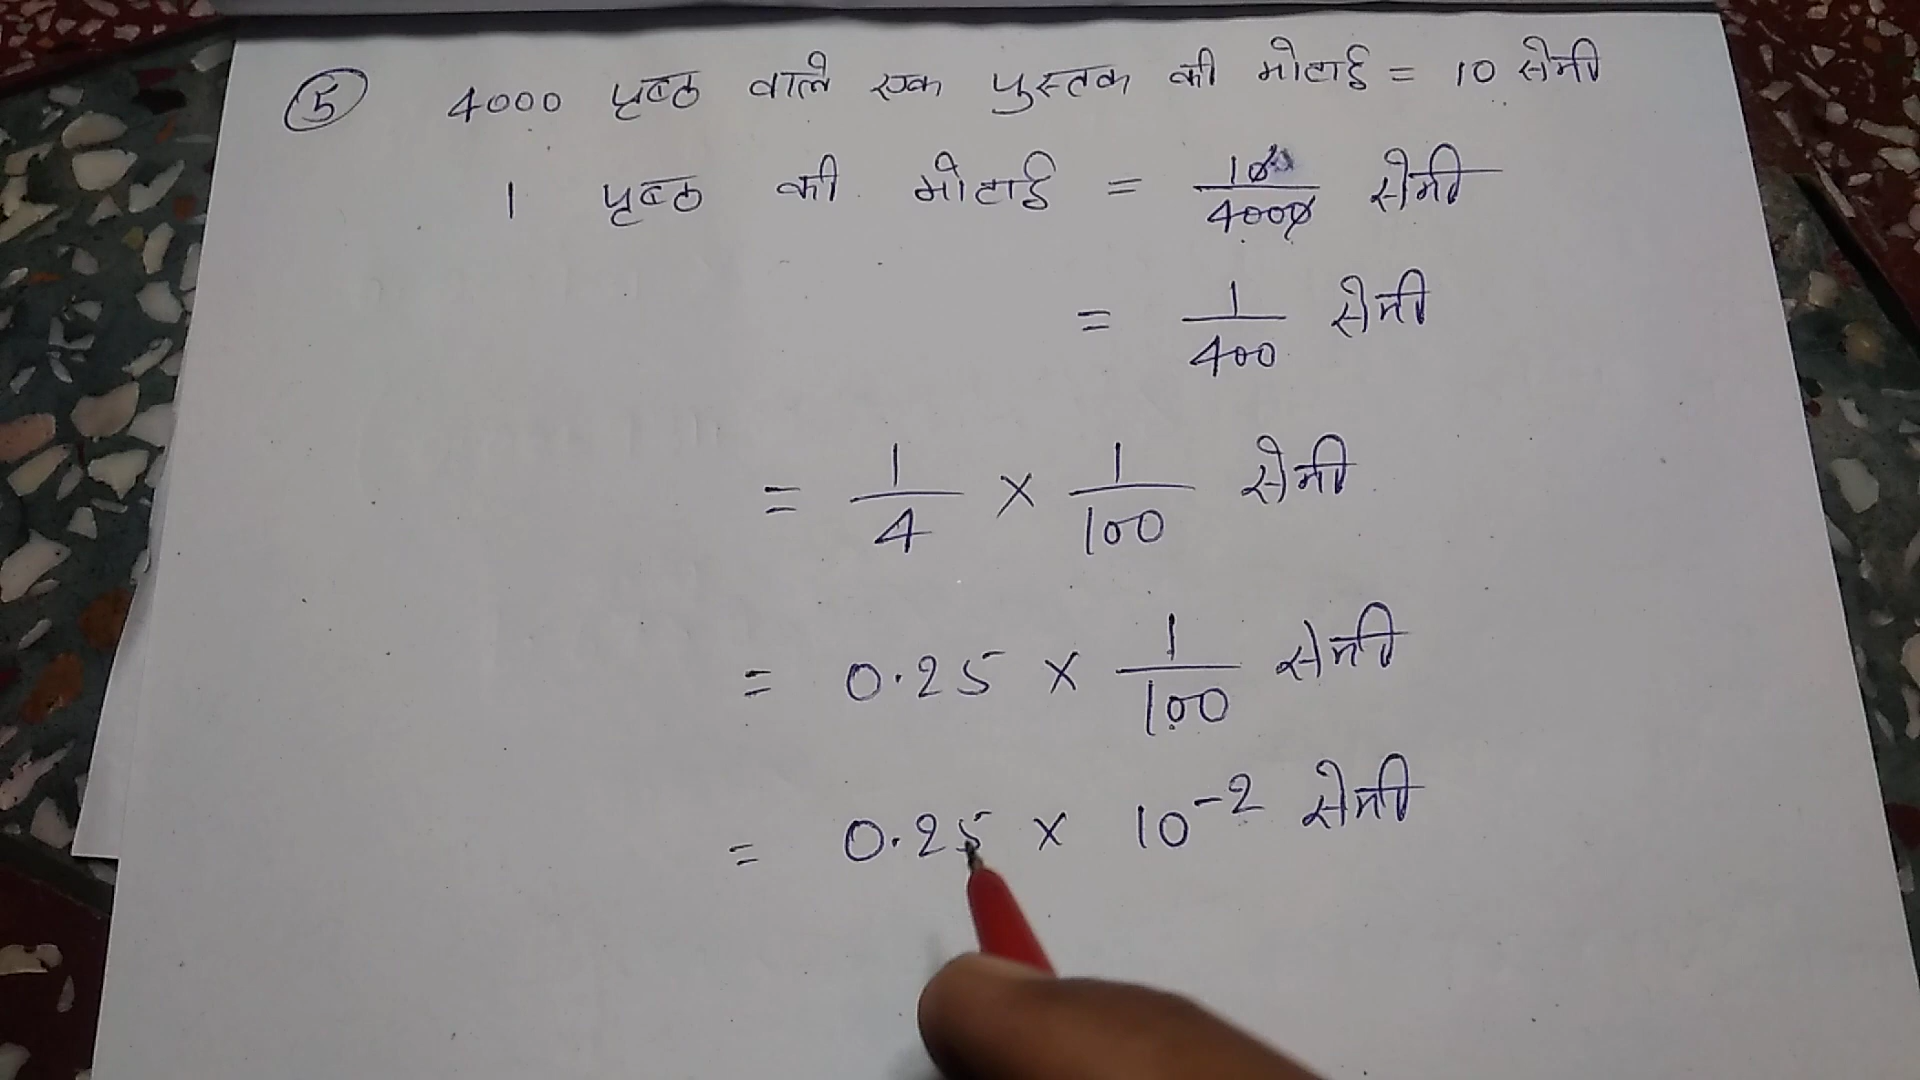 ⑤ 4000 पृष्ठ वाले एक पुस्तक की मोटाई = 10 सेमी
1 पृष्ठ की मोटाई = 10/4000 सेमी
= 1/400 सेमी
= 1/4 × 1/100 सेमी
= 0.25 × 1/100 सेमी
= 0.25 × 10⁻² सेमी